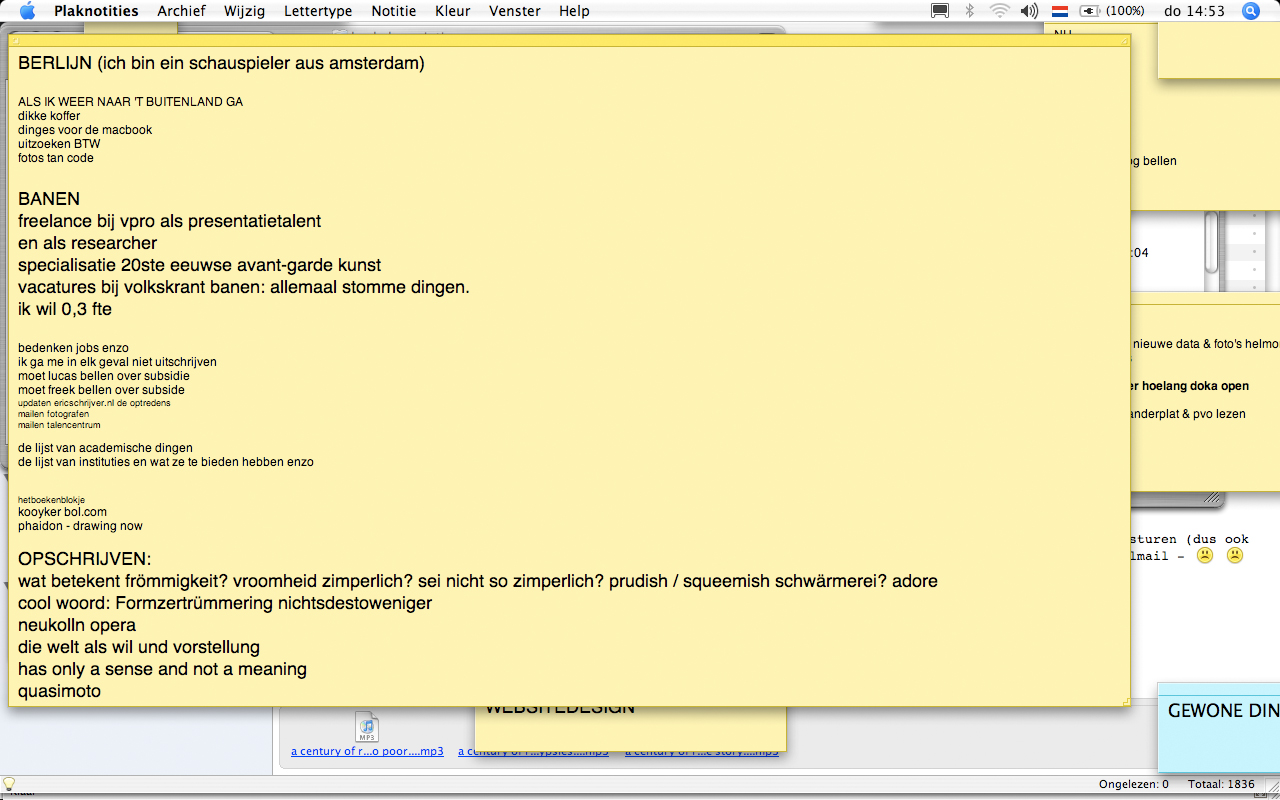 Plaknotities Archief Wijzig Lettertype Notitie Kleur Venster Help (100%) do 14:53
BERLIJN (ich bin ein schauspieler aus amsterdam)
ALS IK WEER NAAR 'T BUITENLAND GA
dikke koffer
dinges voor de macbook
uitzoeken BTW
fotos tan code
BANEN
freelance bij vpro als presentatietalent
en als researcher
specialisatie 20ste eeuwse avant-garde kunst
vacatures bij volkskrant banen: allemaal stomme dingen.
ik wil 0,3 fte
bedenken jobs enzo
ik ga me in elk geval niet uitschrijven
moet lucas bellen over subsidie
moet freek bellen over subside
updaten ericschrijver.nl de optredens
mailen fotografen
mailen talencentrum
de lijst van academische dingen
de lijst van instituties en wat ze te bieden hebben enzo
hetboekenblokje
kooyker bol.com
phaidon - drawing now
OPSCHRIJVEN:
wat betekent frömmigkeit? vroomheid zimperlich? sei nicht so zimperlich? prudish / squeemish schwärmerei? adore
cool woord: Formzertrümmering nichtsdestoweniger
neukolln opera
die welt als wil und vorstellung
has only a sense and not a meaning
quasimoto
bellen
:04
nieuwe data & foto's helmo
er hoelang doka open
anderplat & pvo lezen
sturen (dus ook
lmail -
WEBSITEDESIGN
GEWONE DIN
MP3
a century of r...o poor....mp3 a century of r...ypsies....mp3 a century of r...e story....mp3
Ongelezen: 0 Totaal: 1836